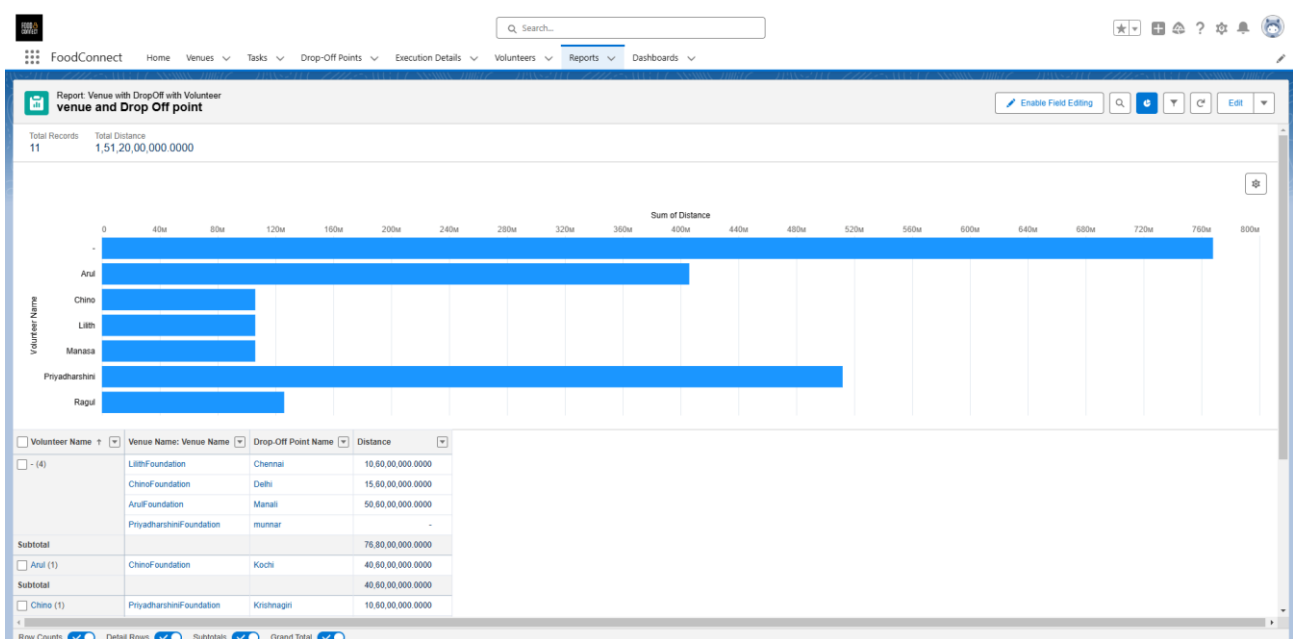 FOOD &
CONNECT
Search...
FoodConnect Home Venues Tasks Drop-Off Points Execution Details Volunteers Reports Dashboards
Report: Venue with DropOff with Volunteer
venue and Drop Off point
Enable Field Editing Edit
Total Records Total Distance
11 1,51,20,00,000.0000
Sum of Distance
0 40M 80M 120M 160M 200M 240M 280M 320M 360M 400M 440M 480M 520M 560M 600M 640M 680M 720M 760M 800M
Volunteer Name
-
Arul
Chino
Lilith
Manasa
Priyadharshini
Ragul
Volunteer Name ↑ Venue Name: Venue Name Drop-Off Point Name Distance
- (4) LilithFoundation Chennai 10,60,00,000.0000
ChinoFoundation Delhi 15,60,00,000.0000
ArulFoundation Manali 50,60,00,000.0000
PriyadharshiniFoundation munnar -
Subtotal 76,80,00,000.0000
Arul (1) ChinoFoundation Kochi 40,60,00,000.0000
Subtotal 40,60,00,000.0000
Chino (1) PriyadharshiniFoundation Krishnagiri 10,60,00,000.0000
Row Counts Detail Rows Subtotals Grand Total